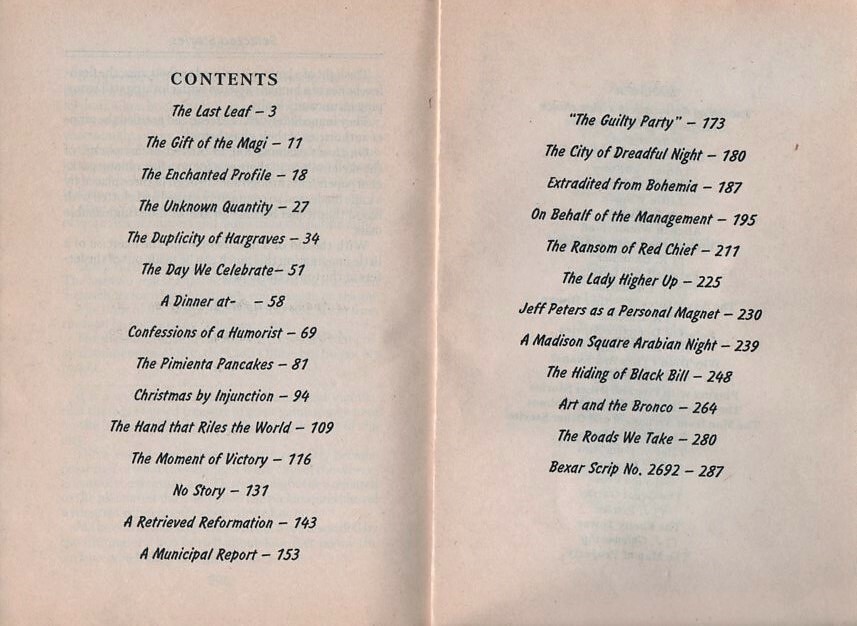 CONTENTS
The Last Leaf – 3
The Gift of the Magi – 11
The Enchanted Profile – 18
The Unknown Quantity – 27
The Duplicity of Hargraves – 34
The Day We Celebrate– 51
A Dinner at-   – 58
Confessions of a Humorist – 69
The Pimienta Pancakes – 81
Christmas by Injunction – 94
The Hand that Riles the World – 109
The Moment of Victory – 116
No Story – 131
A Retrieved Reformation – 143
A Municipal Report – 153
"The Guilty Party" – 173
The City of Dreadful Night – 180
Extradited from Bohemia – 187
On Behalf of the Management – 195
The Ransom of Red Chief – 211
The Lady Higher Up – 225
Jeff Peters as a Personal Magnet – 230
A Madison Square Arabian Night – 239
The Hiding of Black Bill – 248
Art and the Bronco – 264
The Roads We Take – 280
Bexar Scrip No. 2692 – 287